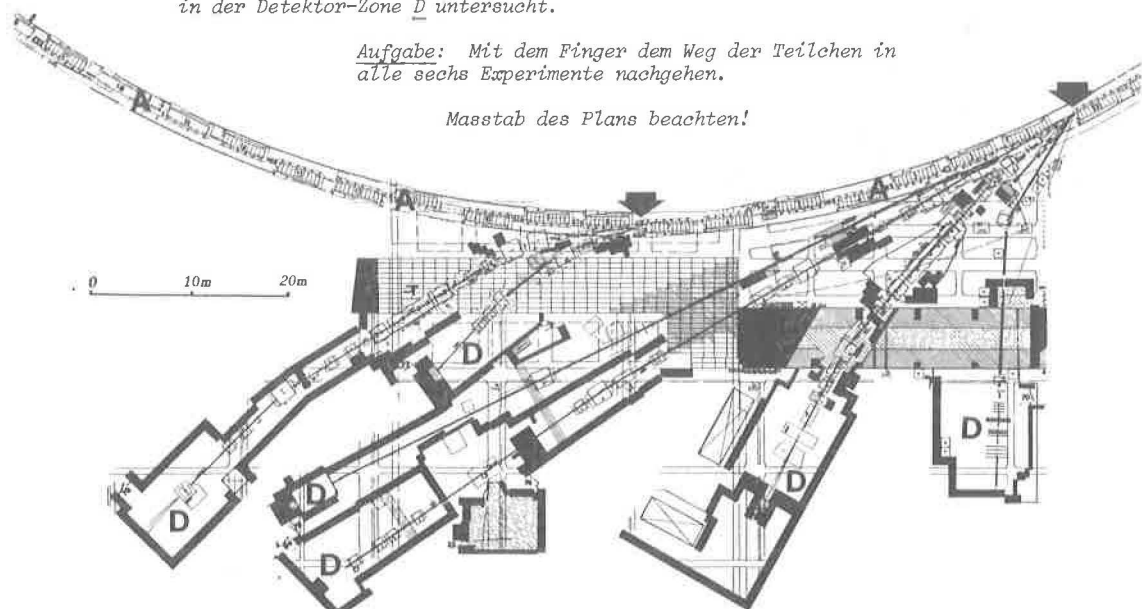 in der Detektor-Zone D untersucht.
Aufgabe: Mit dem Finger dem Weg der Teilchen in
alle sechs Experimente nachgehen.
Masstab des Plans beachten!
A
A
A
0 10m 20m
D
D
D
D
D
D